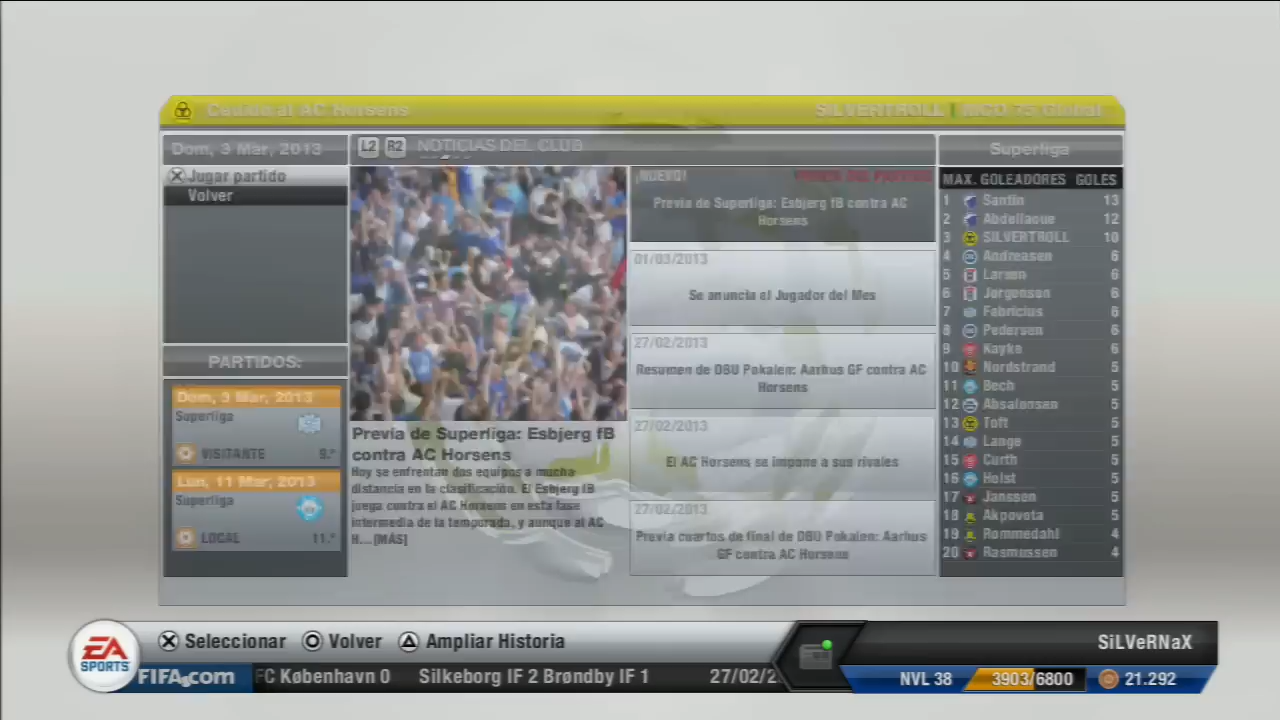 Dom, 3 Mar, 2013
Jugar partido
Volver
PARTIDOS:
Dom, 3 Mar, 2013
Superliga
VISITANTE 9.º
Lun, 11 Mar, 2013
Superliga
LOCAL 11.º
AC Horsens
SILVERTROLL
L2 R2 NOTICIAS DEL CLUB
Previa de Superliga: Esbjerg fB
contra AC Horsens
Hoy se enfrentan dos equipos a mucha
distancia en la clasificación. El Esbjerg fB
juega contra el AC Horsens en esta fase
intermedia de la temporada, y aunque al AC
H...[MÁS]
¡NUEVO!
Previa de Superliga: Esbjerg fB contra AC
Horsens
01/03/2013
Se anuncia el Jugador del Mes
27/02/2013
Resumen de DBU Pokalen: Aarhus GF contra AC
Horsens
27/02/2013
El AC Horsens se impone a sus rivales
27/02/2013
Previa cuartos de final de DBU Pokalen: Aarhus
GF contra AC Horsens
Superliga
MAX. GOLEADORES GOLES
1 Santin 13
2 Abdellaoue 12
3 SILVERTROLL 10
4 Andreasen 6
5 Larsen 6
6 Jørgensen 6
7 Fabricius 6
8 Pedersen 6
9 Kayke 6
10 Nordstrand 5
11 Bech 5
12 Absalonsen 5
13 Toft 5
14 Lange 5
15 Curth 5
16 Holst 5
17 Janssen 5
18 Akpoveta 5
19 Rommedahl 4
20 Rasmussen 4
EA SPORTS
Seleccionar Volver Ampliar Historia
SiLVeRNaX
FIFA.com FC København 0 Silkeborg IF 2 Brøndby IF 1 27/02/2
NVL 38 3903/6800 21.292